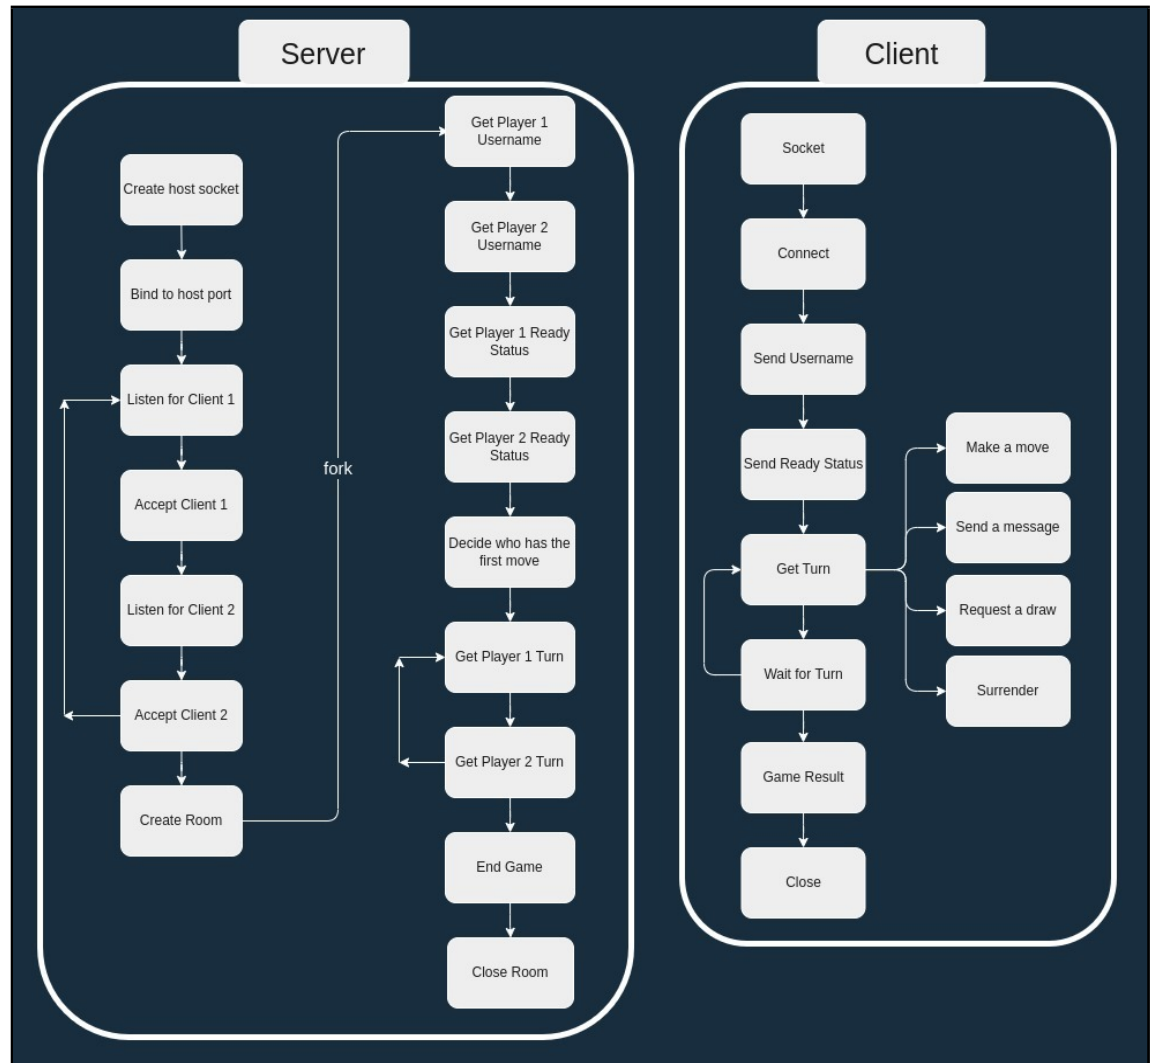 Server
Create host socket
Bind to host port
Listen for Client 1
Accept Client 1
Listen for Client 2
Accept Client 2
Create Room
fork
Get Player 1
Username
Get Player 2
Username
Get Player 1 Ready
Status
Get Player 2 Ready
Status
Decide who has the
first move
Get Player 1 Turn
Get Player 2 Turn
End Game
Close Room
Client
Socket
Connect
Send Username
Send Ready Status
Get Turn
Wait for Turn
Game Result
Close
Make a move
Send a message
Request a draw
Surrender